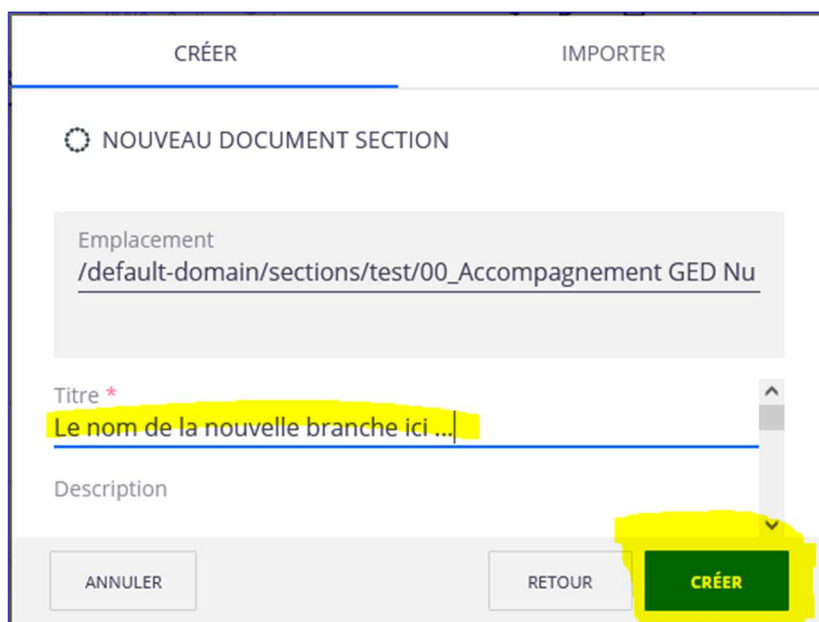 CRÉER
IMPORTER
NOUVEAU DOCUMENT SECTION
Emplacement
/default-domain/sections/test/00_Accompagnement GED Nu
Titre *
Le nom de la nouvelle branche ici ...
Description
ANNULER
RETOUR
CRÉER